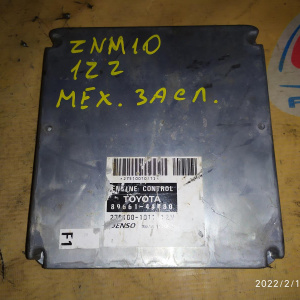 ZNM10
1ZZ
МЕХ. ЗАСЛ.
ENGINE CONTROL
TOYOTA
DENSO
F1
2022/2/1